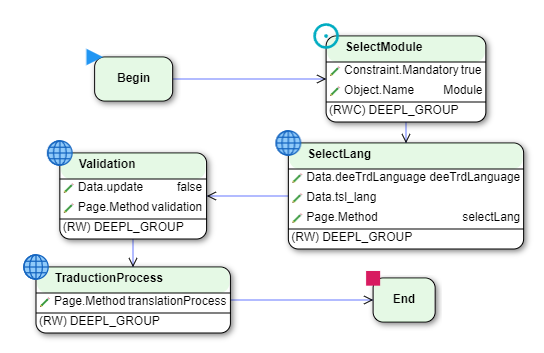 Begin
SelectModule
Constraint.Mandatory true
Object.Name Module
(RWC) DEEPL_GROUP
SelectLang
Data.deeTrdLanguage deeTrdLanguage
Data.tsl_lang
Page.Method selectLang
(RW) DEEPL_GROUP
Validation
Data.update false
Page.Method validation
(RW) DEEPL_GROUP
TraductionProcess
Page.Method translationProcess
(RW) DEEPL_GROUP
End